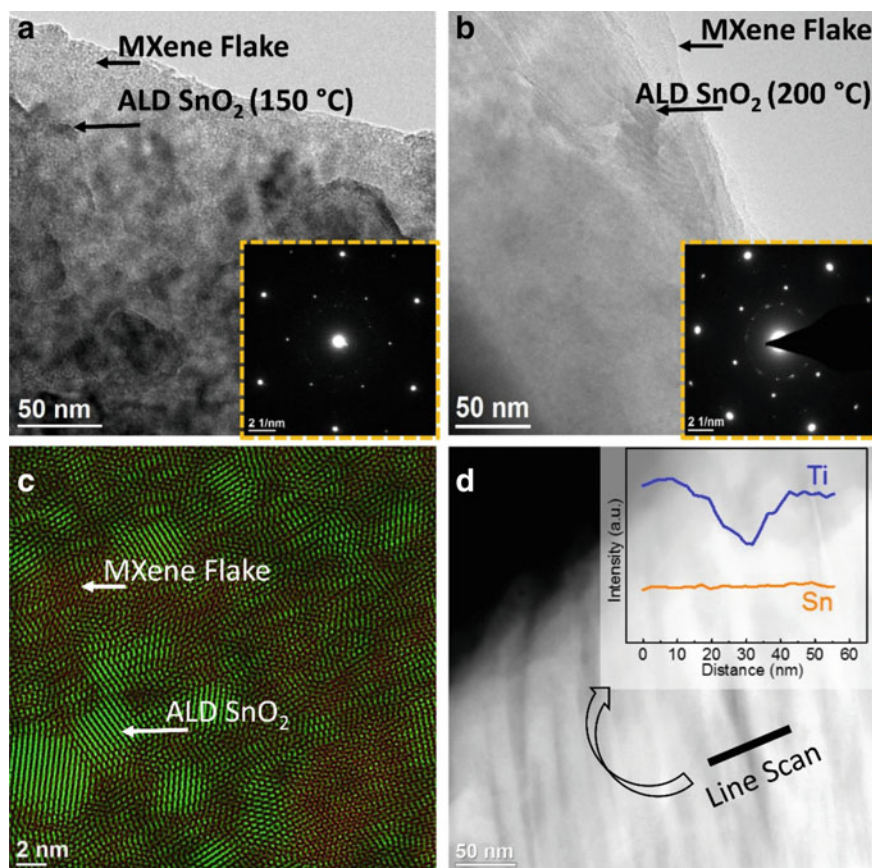 a
MXene Flake
ALD SnO₂ (150 °C)
50 nm
2 1/nm
b
MXene Flake
ALD SnO₂ (200 °C)
50 nm
2 1/nm
c
MXene Flake
ALD SnO₂
2 nm
d
Ti
Sn
Intensity (a.u.)
0 10 20 30 40 50 60
Distance (nm)
Line Scan
50 nm